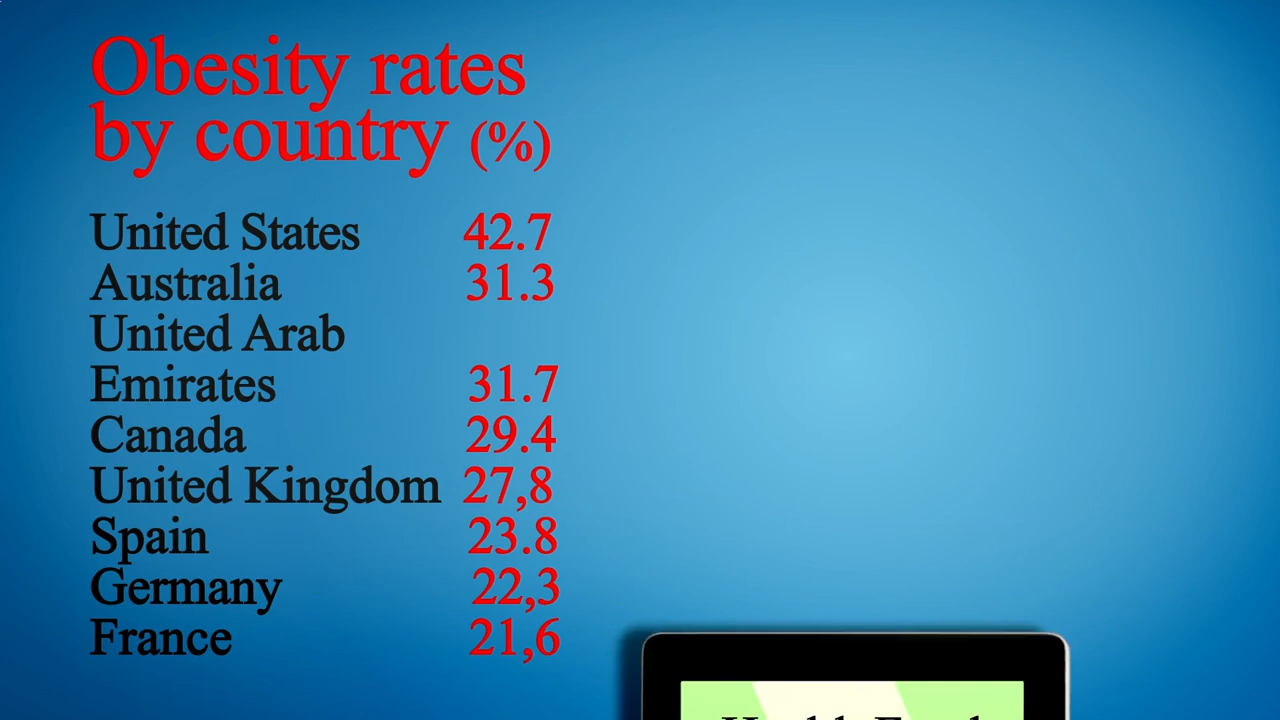 Obesity rates
by country (%)
United States 42.7
Australia 31.3
United Arab
Emirates 31.7
Canada 29.4
United Kingdom 27,8
Spain 23.8
Germany 22,3
France 21,6